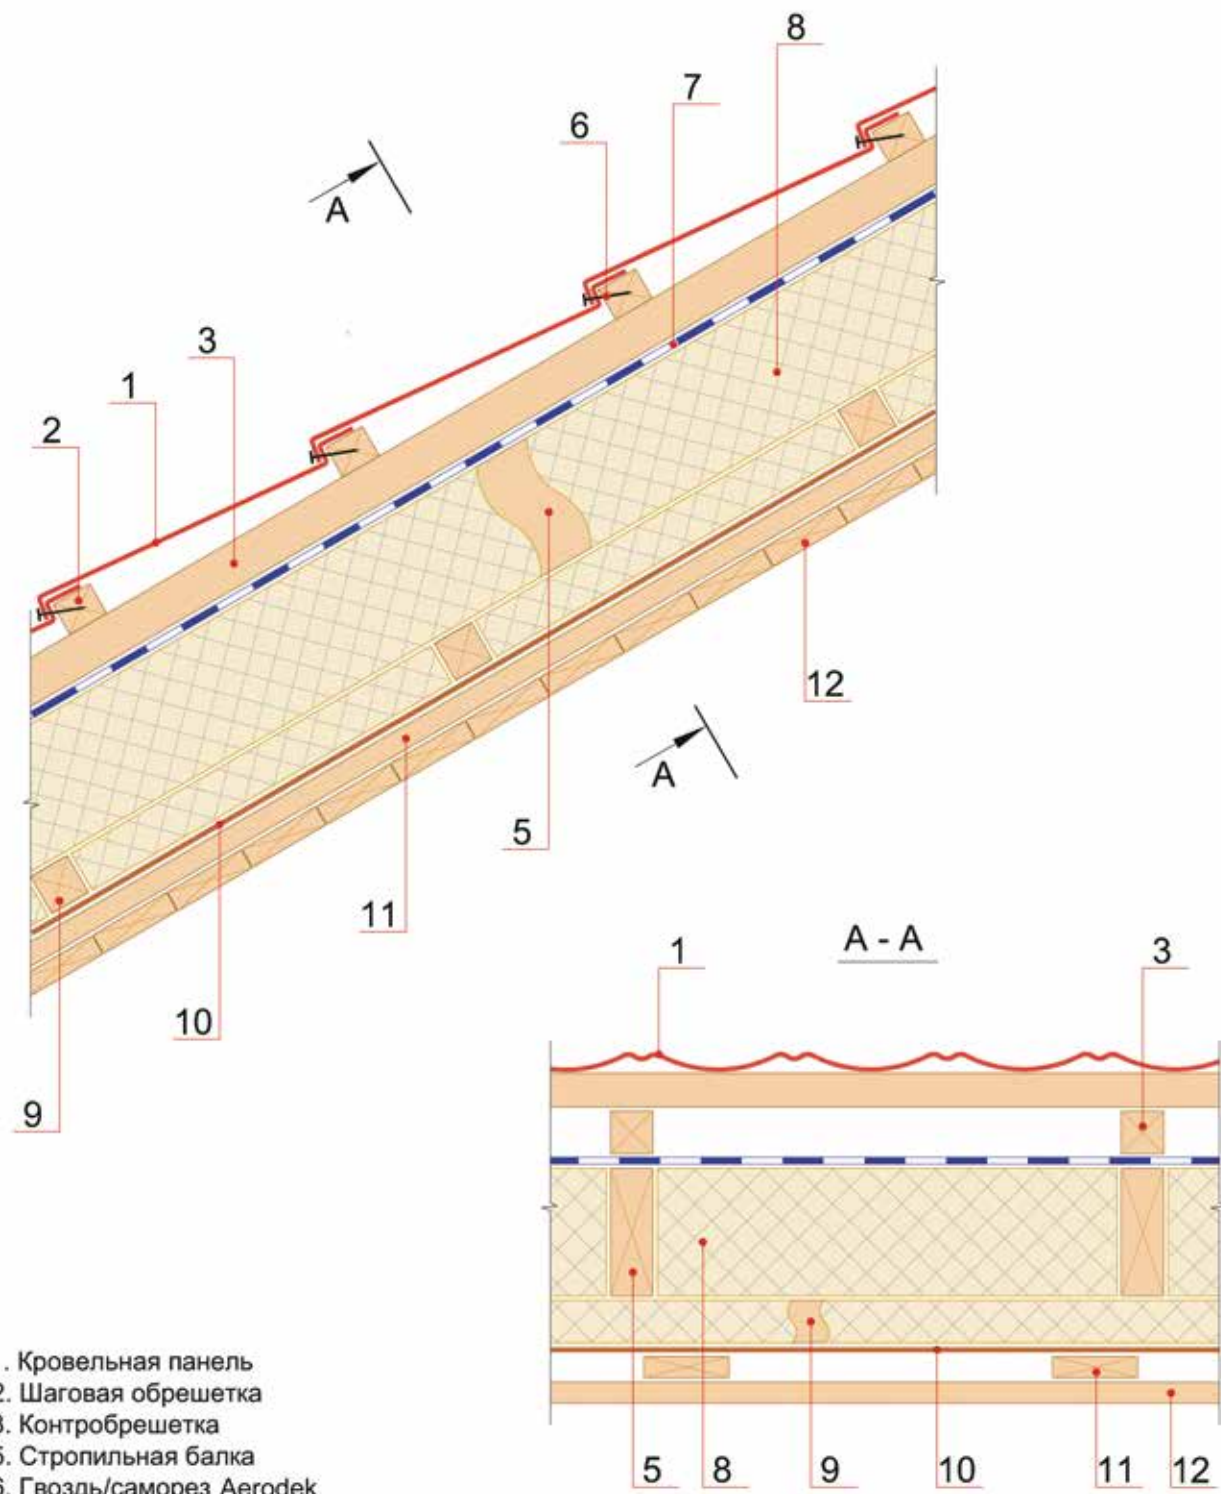 8
7
6
A
3
1
2
12
A
5
11
A - A
1
3
10
9
. Кровельная панель
2. Шаговая обрешетка
3. Контробрешетка
5. Стропильная балка
6. Гвоздь/саморез Aerodek
5 8 9 10 11 12